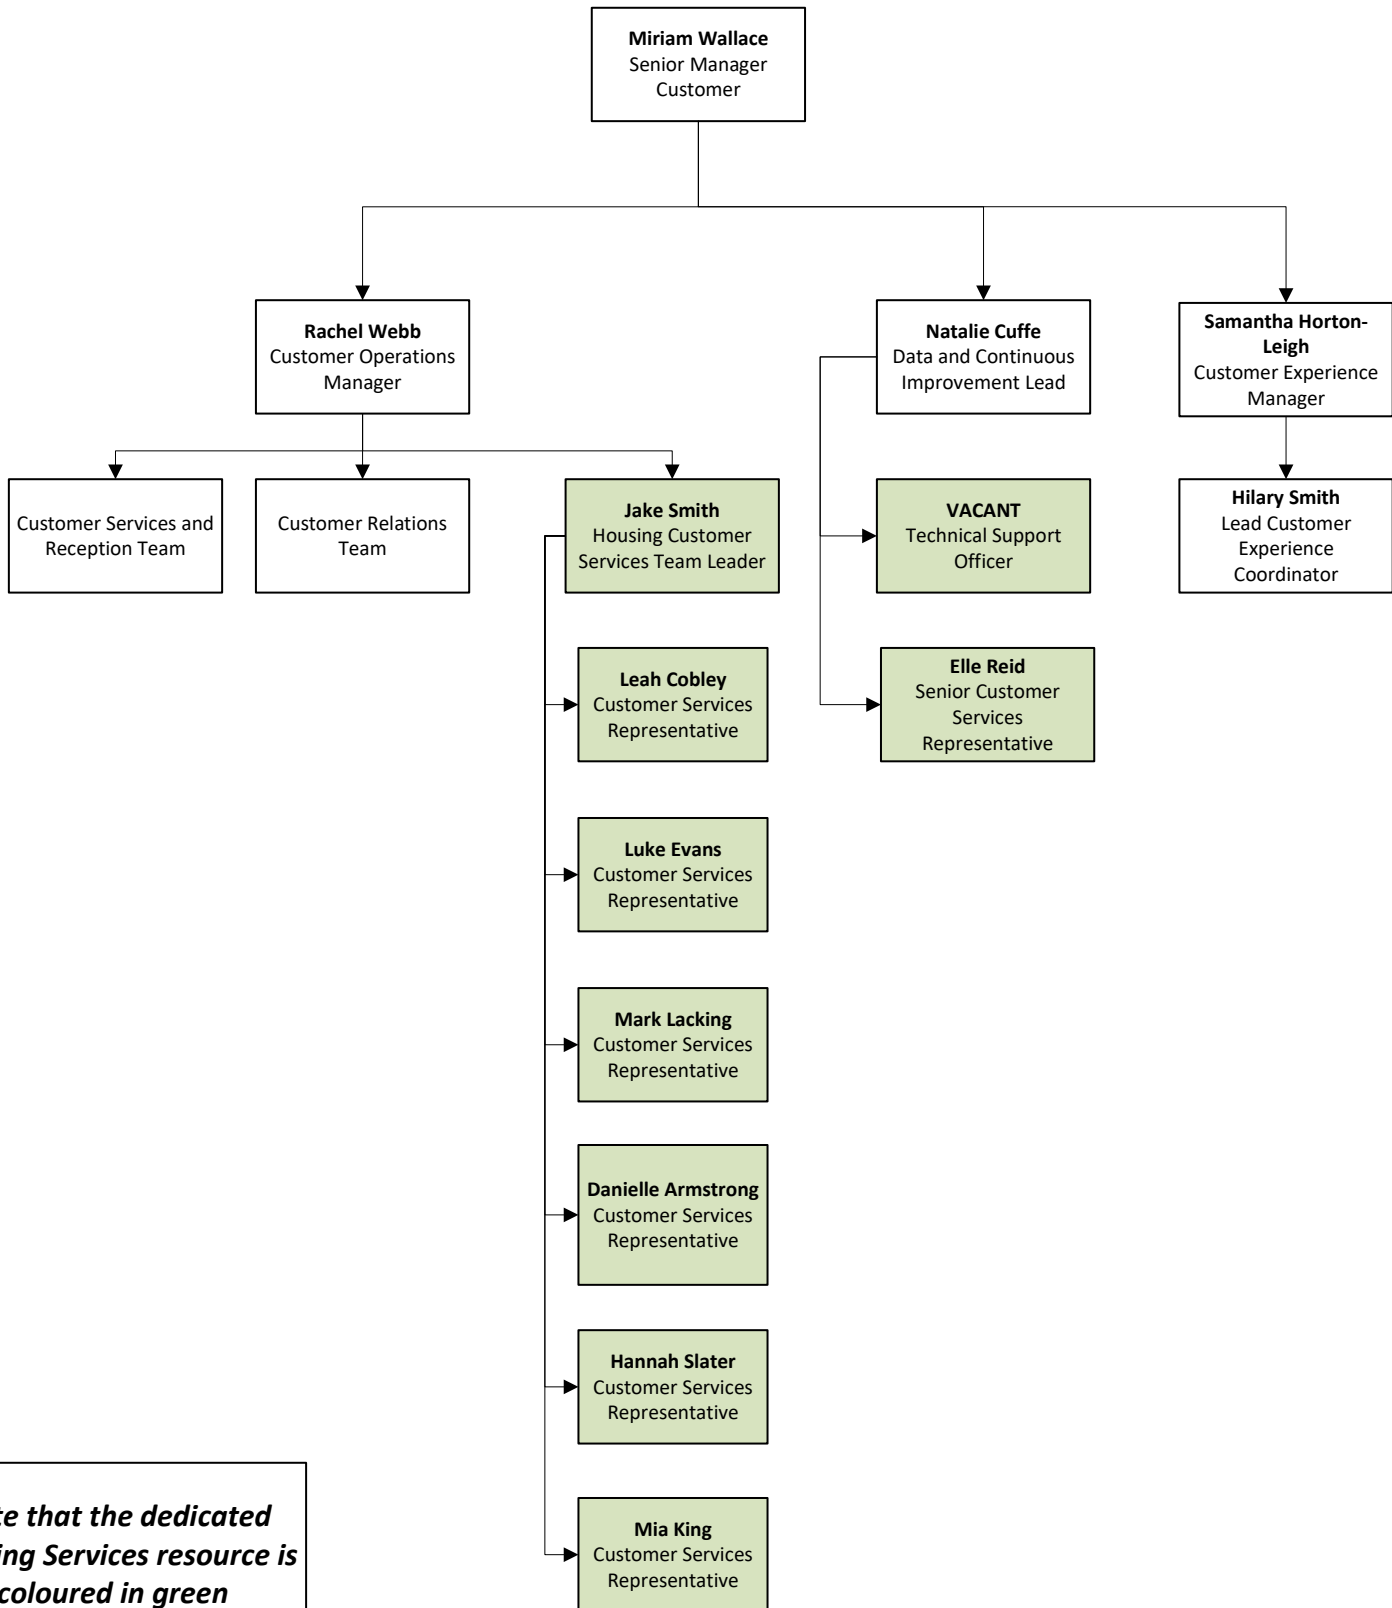 Miriam Wallace
Senior Manager
Customer
Rachel Webb
Customer Operations
Manager
Natalie Cuffe
Data and Continuous
Improvement Lead
Samantha Horton-
Leigh
Customer Experience
Manager
Customer Services and
Reception Team
Customer Relations
Team
Jake Smith
Housing Customer
Services Team Leader
VACANT
Technical Support
Officer
Hilary Smith
Lead Customer
Experience
Coordinator
Leah Cobley
Customer Services
Representative
Elle Reid
Senior Customer
Services
Representative
Luke Evans
Customer Services
Representative
Mark Lacking
Customer Services
Representative
Danielle Armstrong
Customer Services
Representative
Hannah Slater
Customer Services
Representative
Mia King
Customer Services
Representative
that the dedicated
Services resource is
coloured in green